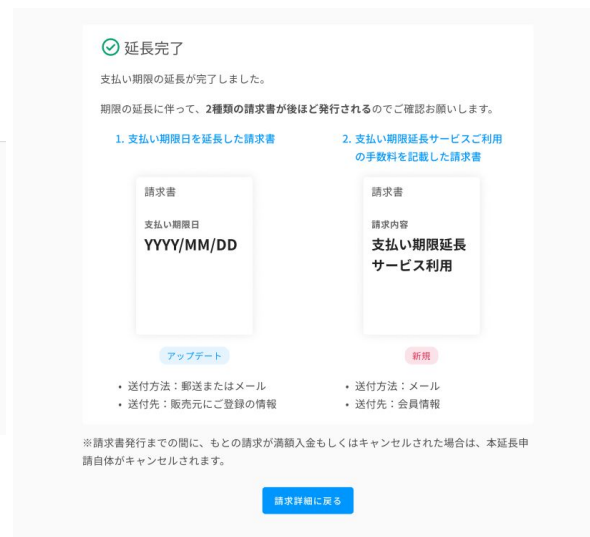 延長完了
支払い期限の延長が完了しました。
期限の延長に伴って、2種類の請求書が後ほど発行されるのでご確認お願いします。
1. 支払い期限日を延長した請求書
請求書
支払い期限日
YYYY/MM/DD
アップデート
• 送付方法：郵送またはメール
• 送付先：販売元にご登録の情報
2. 支払い期限延長サービスご利用
の手数料を記載した請求書
請求書
請求内容
支払い期限延長
サービス利用
新規
• 送付方法：メール
• 送付先：会員情報
※請求書発行までの間に、もとの請求が満額入金もしくはキャンセルされた場合は、本延長申
請自体がキャンセルされます。
請求詳細に戻る